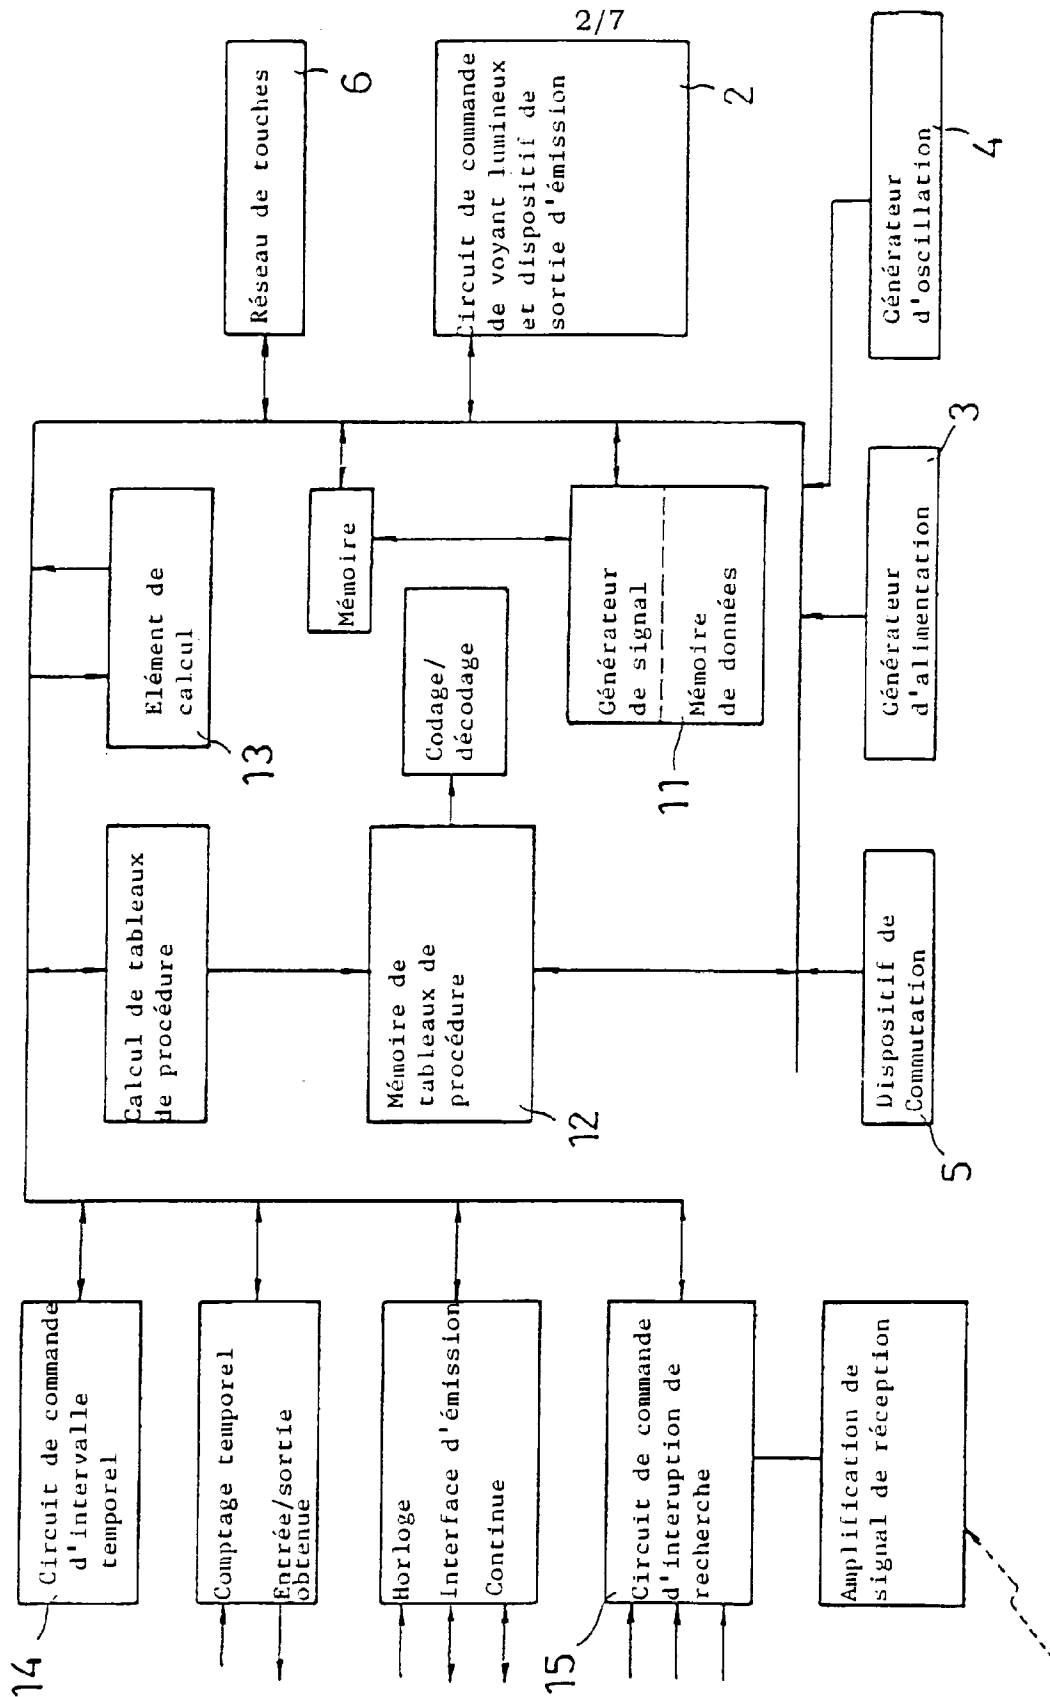 2/7
14
Circuit de commande
d'intervalle
temporel
Comptage temporel
Entrée/sortie
obtenue
Horloge
Interface d'émission
Continue
15
Circuit de commande
d'interuption de
recherche
Amplification de
signal de réception
Calcul de tableaux
de procédure
Mémoire de
tableaux de
procédure
12
Dispositif de
Commutation
5
13
Elément de
calcul
Codage/
décodage
Mémoire
Générateur
de signal
Mémoire
de données
11
Générateur
d'alimentation
3
Réseau de touches
6
Circuit de commande
de voyant lumineux
et dispositif de
sortie d'émission
2
Générateur
d'oscillation
4